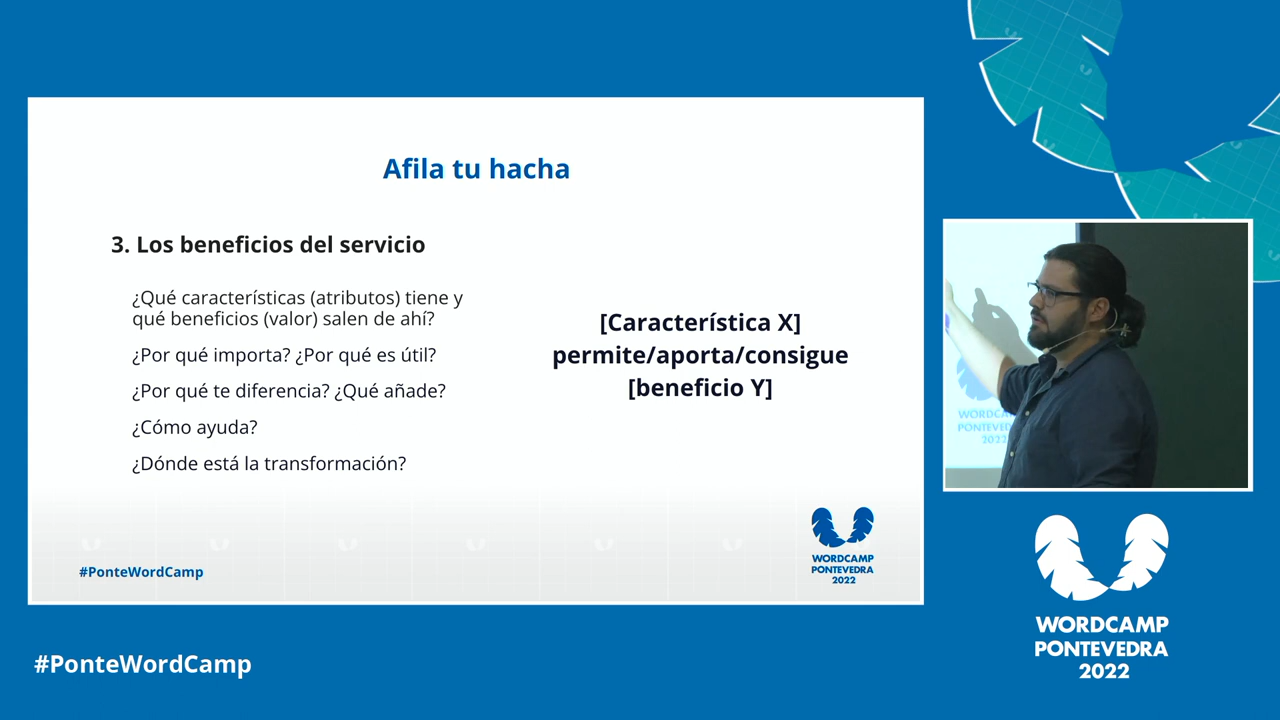 Afila tu hacha
3. Los beneficios del servicio
¿Qué características (atributos) tiene y
qué beneficios (valor) salen de ahí?
¿Por qué importa? ¿Por qué es útil?
¿Por qué te diferencia? ¿Qué añade?
¿Cómo ayuda?
¿Dónde está la transformación?
[Característica X]
permite/aporta/consigue
[beneficio Y]
#PonteWordCamp
WORDCAMP
PONTEVEDRA
2022
WORDCA
PONTEVED
2022
#PonteWordCamp
WORDCAMP
PONTEVEDRA
2022